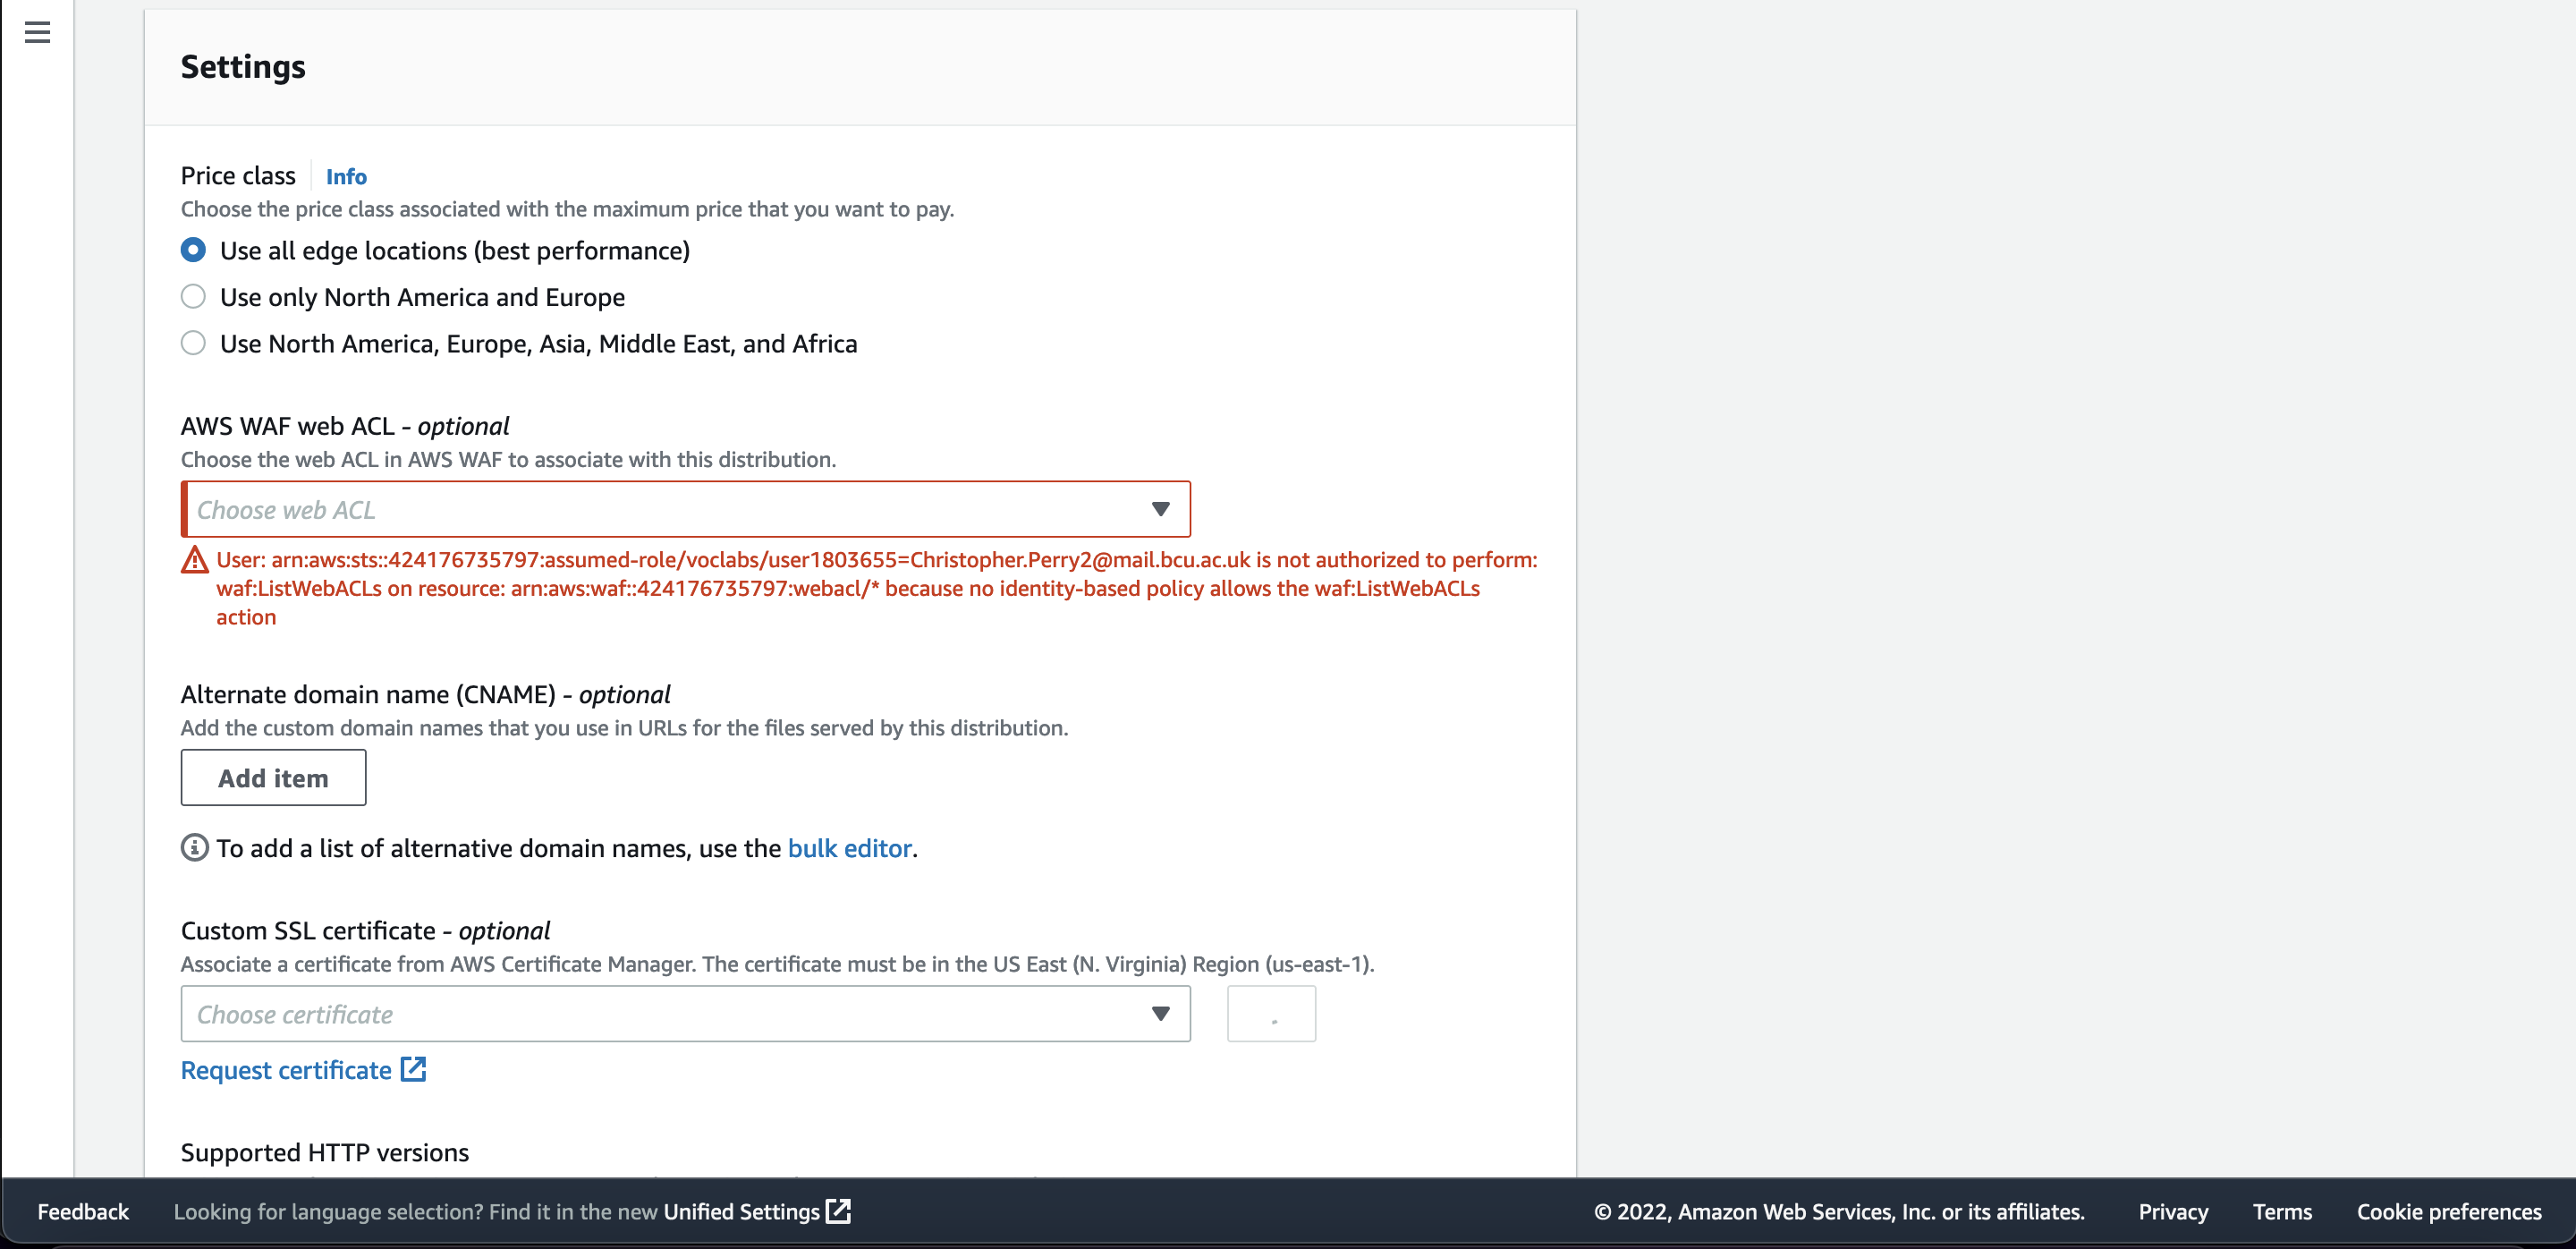 Settings
Price class
Info
Choose the price class associated with the maximum price that you want to pay.
Use all edge locations (best performance)
Use only North America and Europe
Use North America, Europe, Asia, Middle East, and Africa
AWS WAF web ACL - optional
Choose the web ACL in AWS WAF to associate with this distribution.
Choose web ACL
User: arn:aws:sts::424176735797:assumed-role/voclabs/user1803655=Christopher.Perry2@mail.bcu.ac.uk is not authorized to perform:
waf:ListWebACLs on resource: arn:aws:waf::424176735797:webacl/* because no identity-based policy allows the waf:ListWebACLs
action
Alternate domain name (CNAME) - optional
Add the custom domain names that you use in URLs for the files served by this distribution.
Add item
To add a list of alternative domain names, use the bulk editor.
Custom SSL certificate - optional
Associate a certificate from AWS Certificate Manager. The certificate must be in the US East (N. Virginia) Region (us-east-1).
Choose certificate
Request certificate
Supported HTTP versions
Feedback
Looking for language selection? Find it in the new Unified Settings
© 2022, Amazon Web Services, Inc. or its affiliates.
Privacy
Terms
Cookie preferences